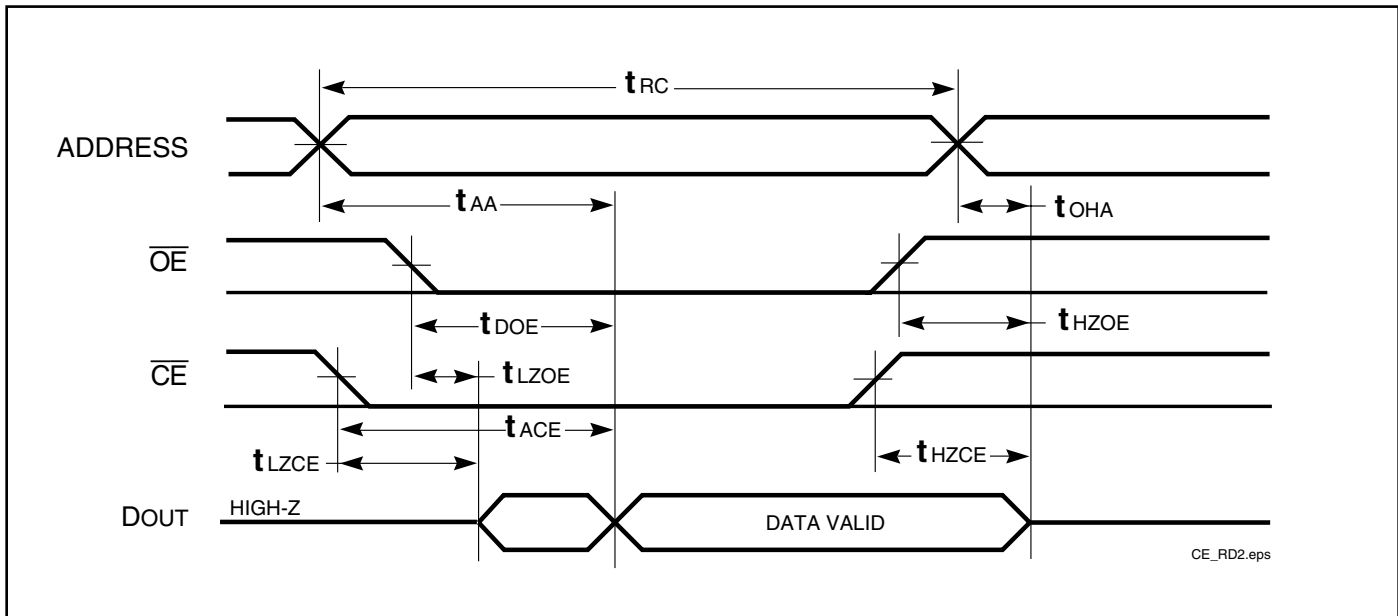 tRC
ADDRESS
tAA
tOHA
OE
tDOE
tHZOE
CE
tLZOE
tACE
tLZCE
tHZCE
DOUT
HIGH-Z
DATA VALID
CE_RD2.eps